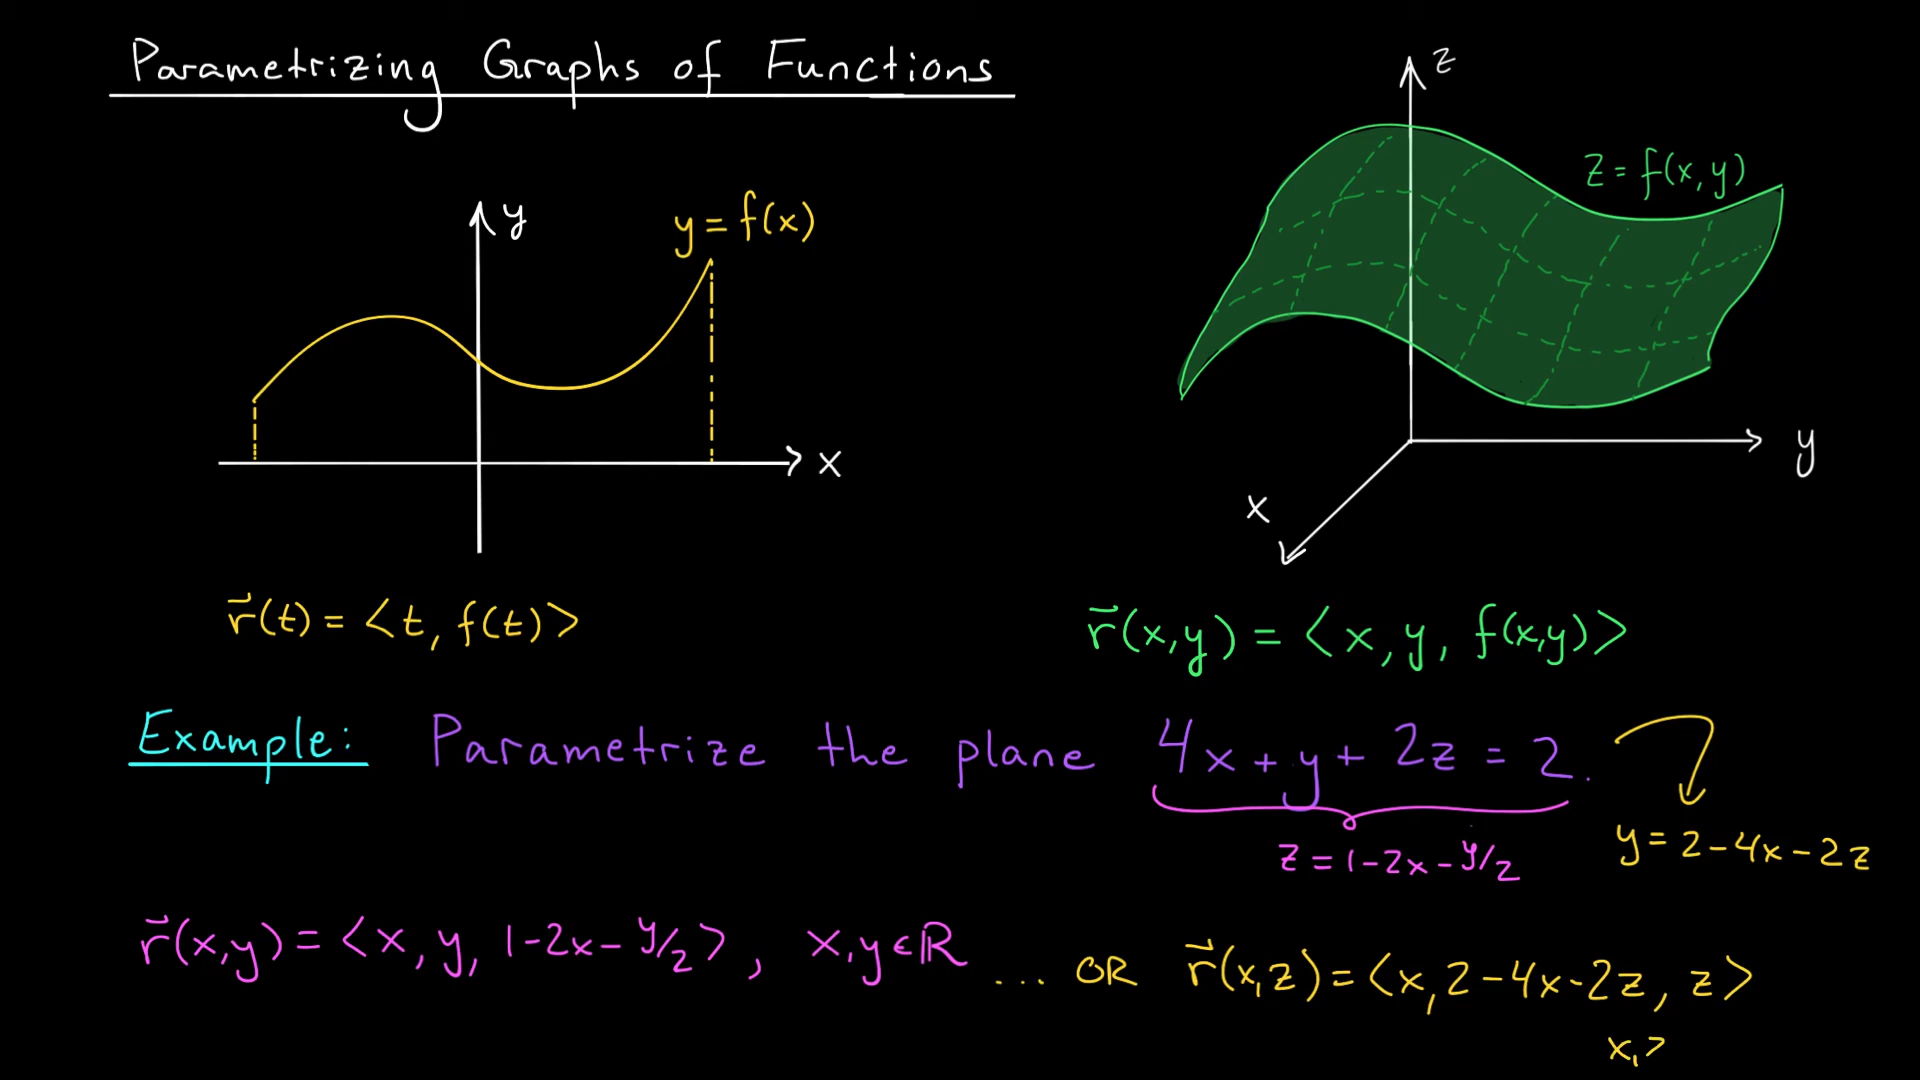 Parametrizing Graphs of Functions
y
y = f(x)
x
z
z = f(x, y)
y
x
r⃗(t) = <t, f(t)>
r⃗(x,y) = <x, y, f(x,y)>
Example: Parametrize the plane 4x + y + 2z = 2.
z = 1-2x-y/2
y = 2-4x-2z
r⃗(x,y) = <x, y, 1-2x-y/2>, x,y∈ℝ ... OR r⃗(x,z) = <x, 2-4x-2z, z>
x,